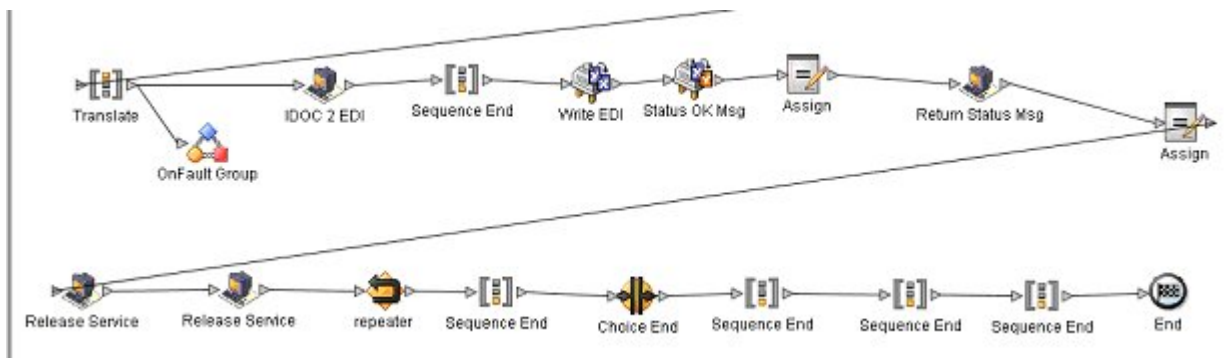 Translate
IDOC 2 EDI
Sequence End
Write EDI
Status OK Msg
Assign
Return Status Msg
Assign
OnFault Group
Release Service
Release Service
repeater
Sequence End
Choice End
Sequence End
Sequence End
Sequence End
End